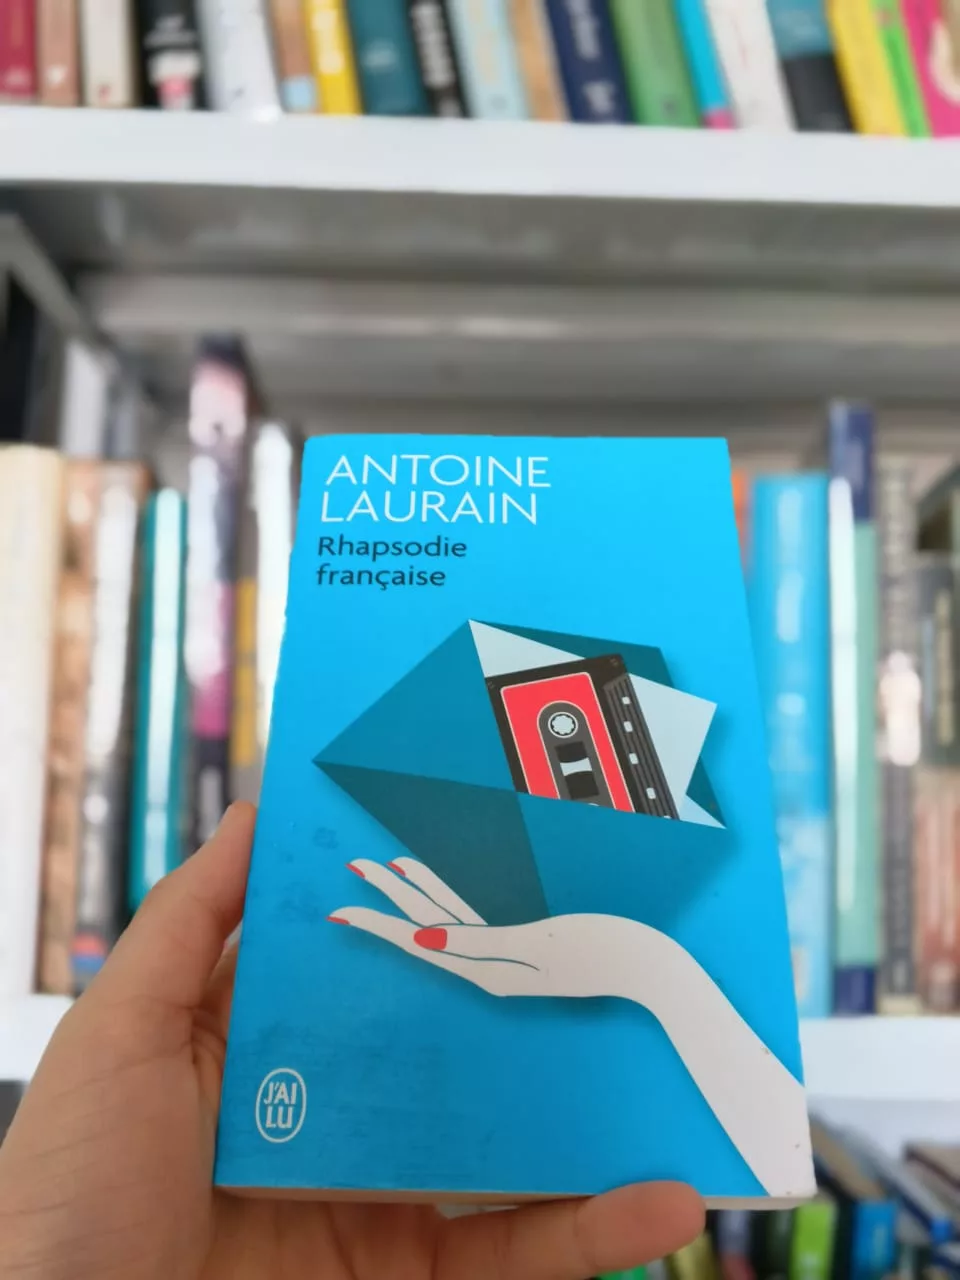 ANTOINE
LAURAIN
Rhapsodie
française
J'AI
LU